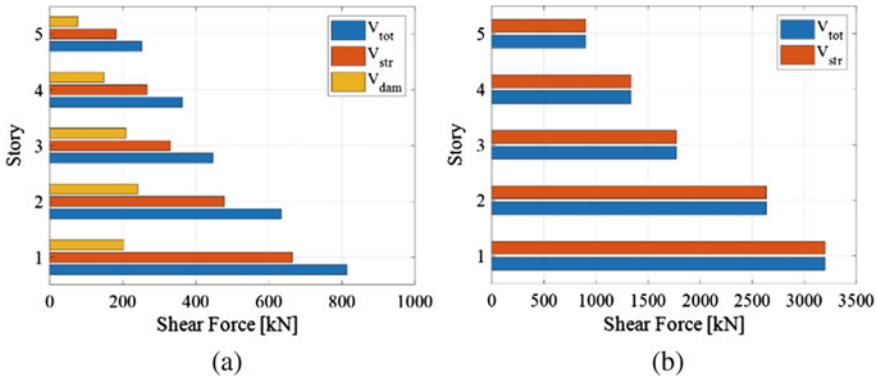 V_tot
V_str
V_dam
5
4
3
2
1
Story
0 200 400 600 800 1000
Shear Force [kN]
(a)
V_tot
V_str
5
4
3
2
1
Story
0 500 1000 1500 2000 2500 3000 3500
Shear Force [kN]
(b)